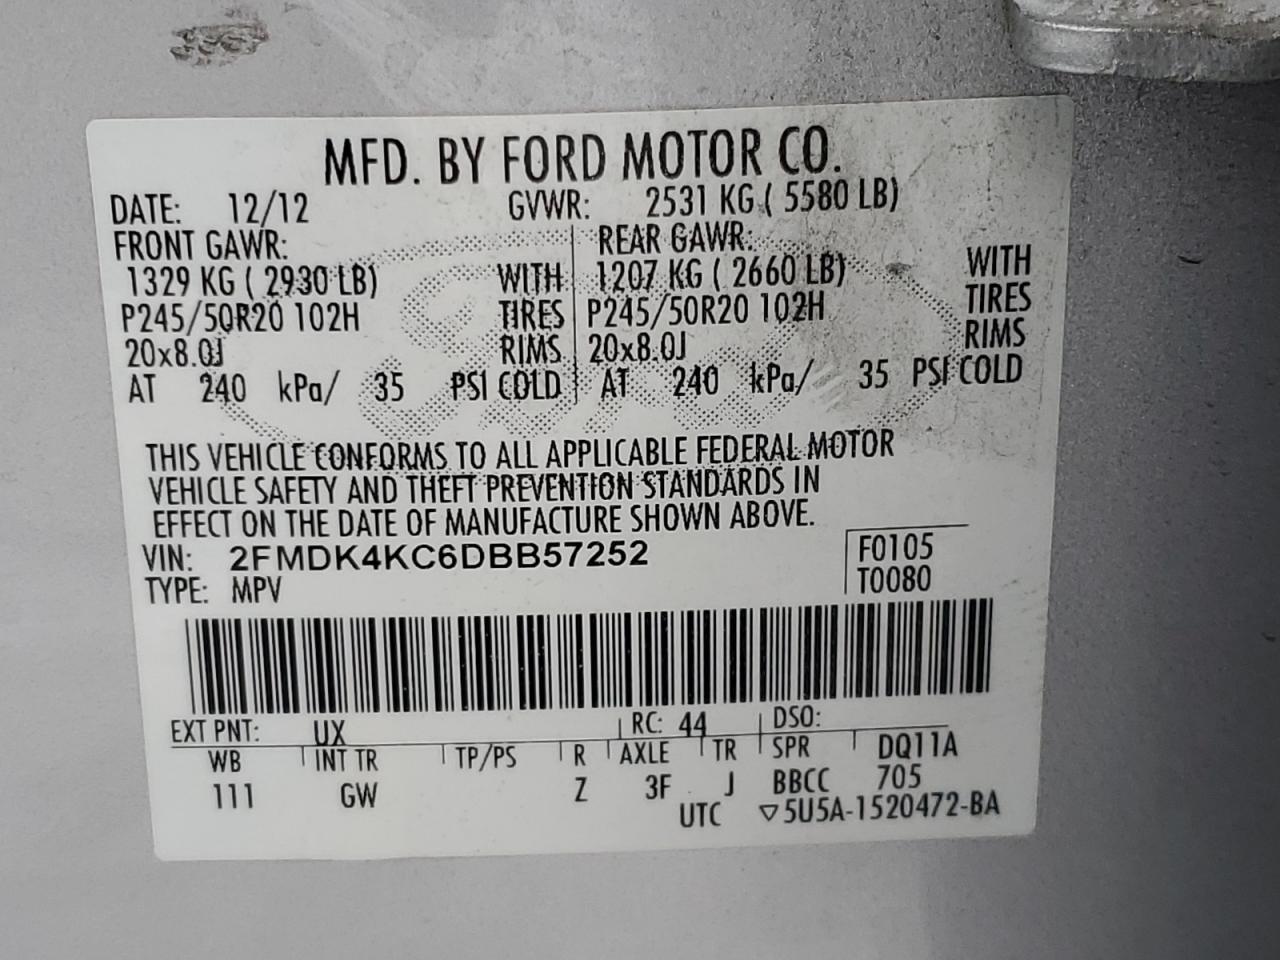 MFD. BY FORD MOTOR CO.
DATE: 12/12 GVWR: 2531 KG ( 5580 LB)
FRONT GAWR: REAR GAWR:
1329 KG ( 2930 LB) WITH 1207 KG ( 2660 LB) WITH
P245/50R20 102H TIRES P245/50R20 102H TIRES
20x8.0J RIMS 20x8.0J RIMS
AT 240 kPa/ 35 PSI COLD AT 240 kPa/ 35 PSI COLD
THIS VEHICLE CONFORMS TO ALL APPLICABLE FEDERAL MOTOR
VEHICLE SAFETY AND THEFT PREVENTION STANDARDS IN
EFFECT ON THE DATE OF MANUFACTURE SHOWN ABOVE.
VIN: 2FMDK4KC6DBB57252 F0105
TYPE: MPV T0080
EXT PNT: UX RC: 44 DSO:
WB INT TR TP/PS R AXLE TR SPR DQ11A
111 GW Z 3F J BBCC 705
UTC ▽5U5A-1520472-BA